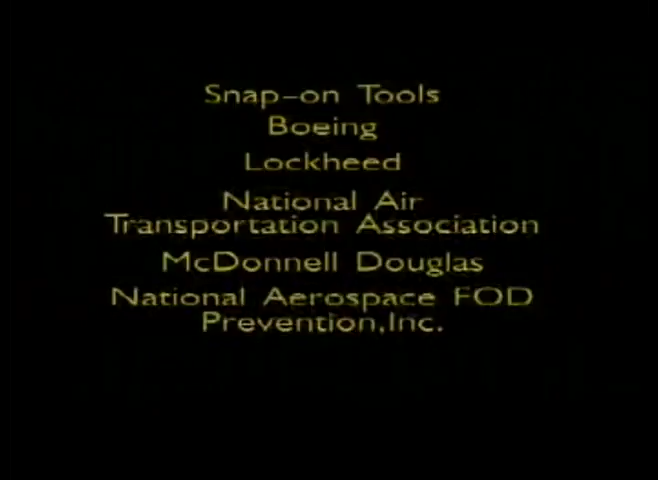 Snap-on Tools
Boeing
Lockheed
National Air
Transportation Association
McDonnell Douglas
National Aerospace FOD
Prevention,Inc.